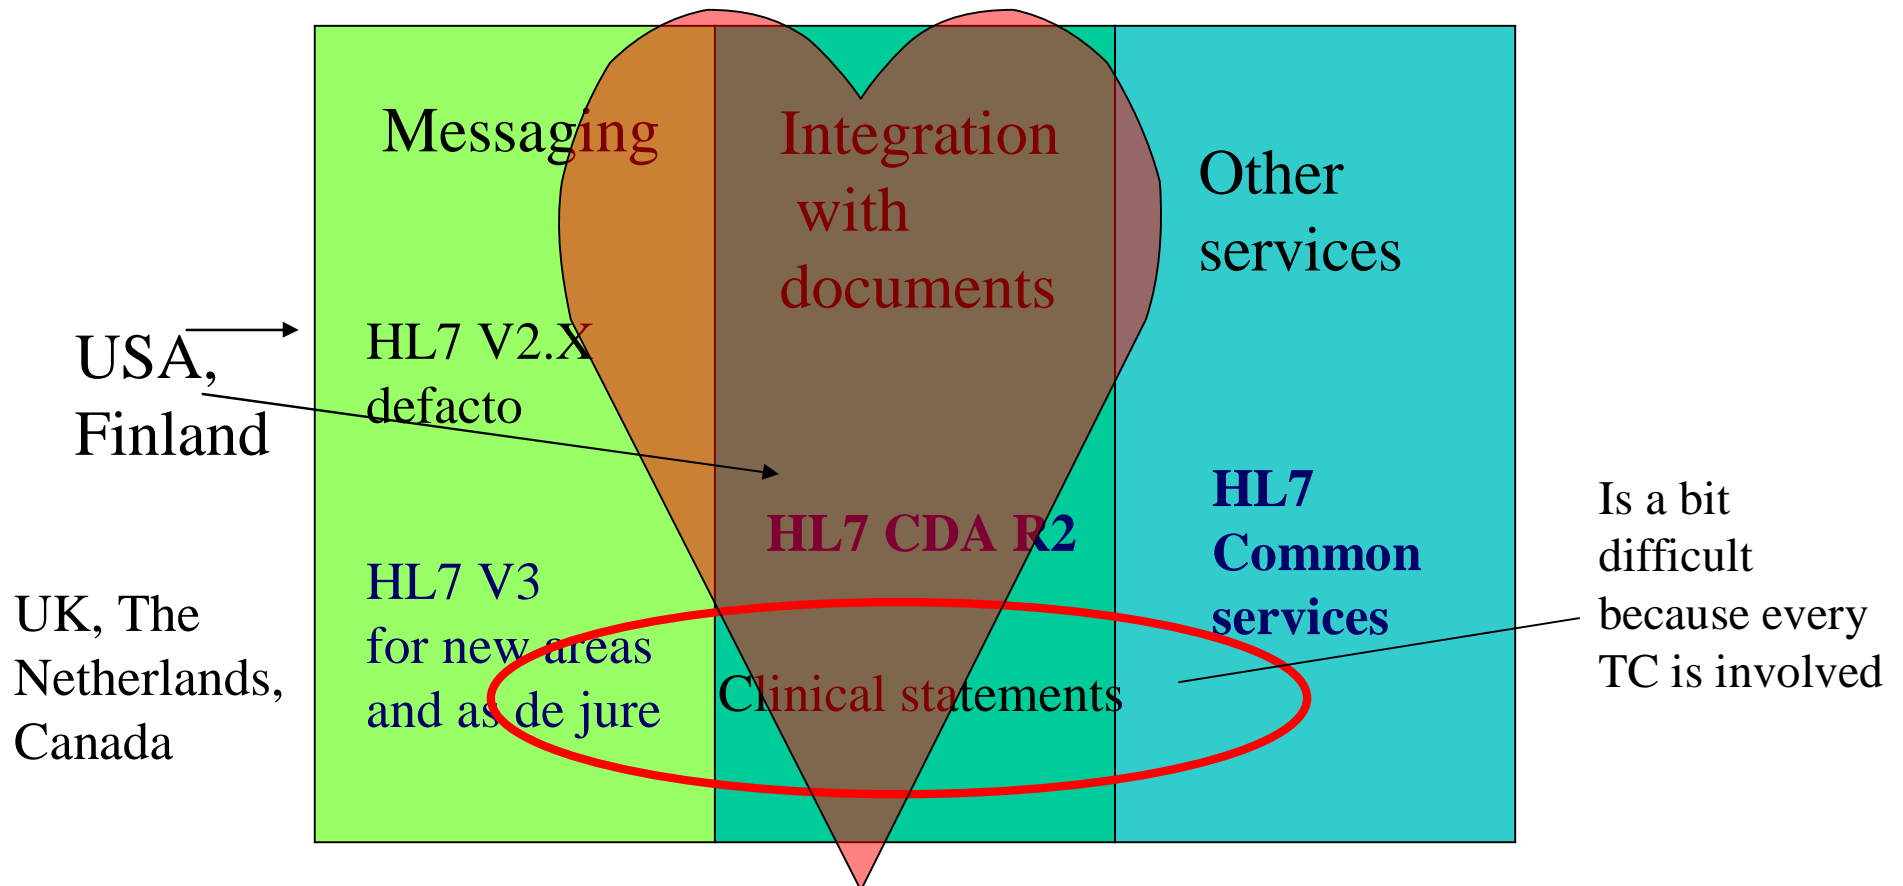 Messaging
Integration
with
documents
Other
services
USA,
Finland
HL7 V2.X
defacto
HL7 CDA R2
HL7
Common
services
Is a bit
difficult
because every
TC is involved
UK, The
Netherlands,
Canada
HL7 V3
for new areas
and as de jure
Clinical statements